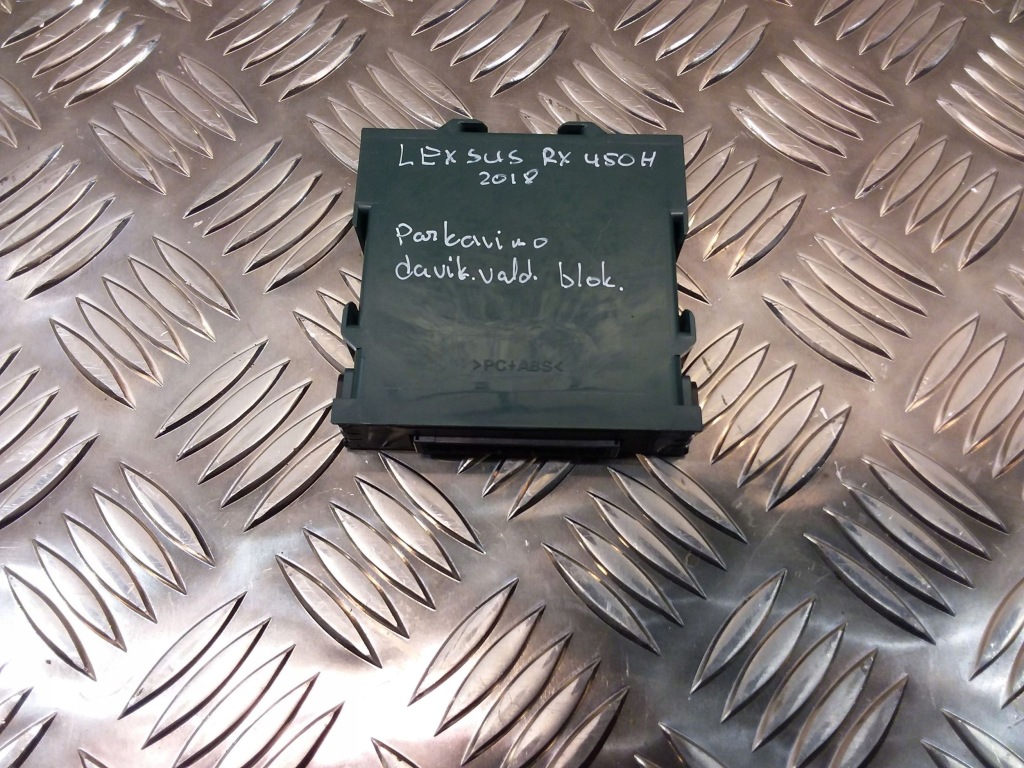 LEXSUS RX 450H
2018
Parkavimo
davik.vald. blok.
>PC+ABS<